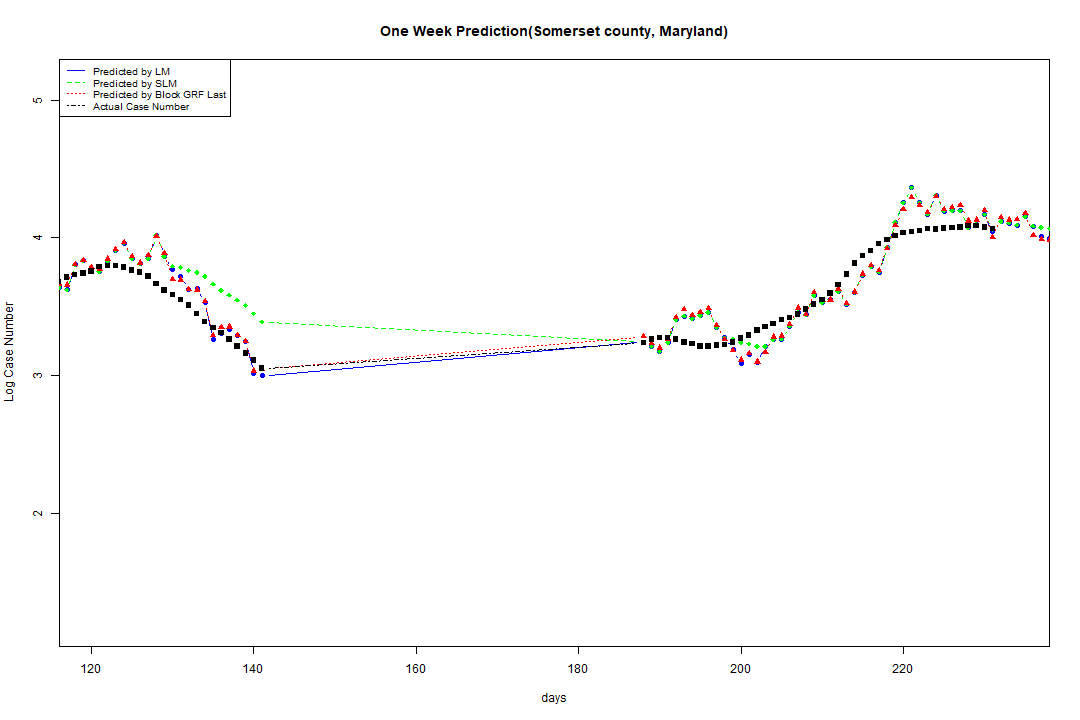 One Week Prediction(Somerset county, Maryland)
Predicted by LM
Predicted by SLM
Predicted by Block GRF Last
Actual Case Number
5
4
3
2
Log Case Number
120 140 160 180 200 220
days